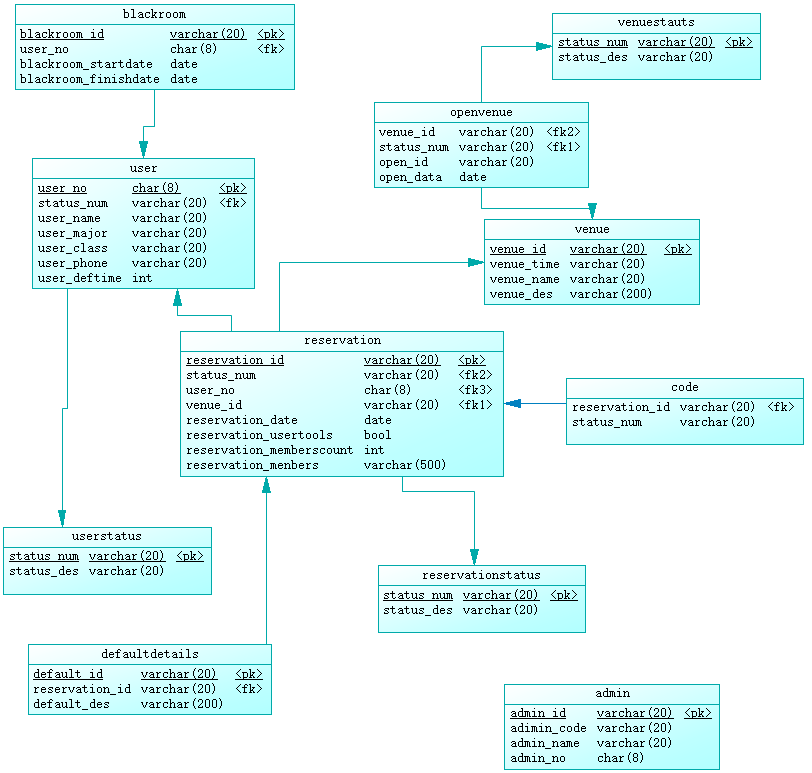 blackroom
blackroom_id varchar(20) <pk>
user_no char(8) <fk>
blackroom_startdate date
blackroom_finishdate date
venuestauts
status_num varchar(20) <pk>
status_des varchar(20)
openvenue
venue_id varchar(20) <fk2>
status_num varchar(20) <fk1>
open_id varchar(20)
open_data date
user
user_no char(8) <pk>
status_num varchar(20) <fk>
user_name varchar(20)
user_major varchar(20)
user_class varchar(20)
user_phone varchar(20)
user_deftime int
venue
venue_id varchar(20) <pk>
venue_time varchar(20)
venue_name varchar(20)
venue_des varchar(200)
reservation
reservation_id varchar(20) <pk>
status_num varchar(20) <fk2>
user_no char(8) <fk3>
venue_id varchar(20) <fk1>
reservation_date date
reservation_usertools bool
reservation_memberscount int
reservation_menbers varchar(500)
code
reservation_id varchar(20) <fk>
status_num varchar(20)
userstatus
status_num varchar(20) <pk>
status_des varchar(20)
reservationstatus
status_num varchar(20) <pk>
status_des varchar(20)
defaultdetails
default_id varchar(20) <pk>
reservation_id varchar(20) <fk>
default_des varchar(200)
admin
admin_id varchar(20) <pk>
adimin_code varchar(20)
admin_name varchar(20)
admin_no char(8)